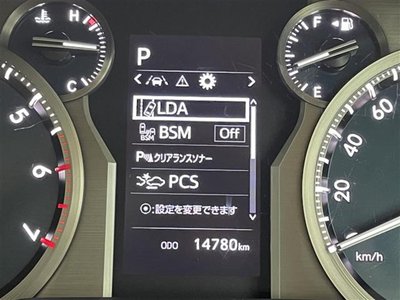 H
C
F
E
P
LDA
BSM Off
BSM
P クリアランスソナー
PCS
:設定を変更できます
ODO 14780km
5
6
7
60
40
20
0
km/h